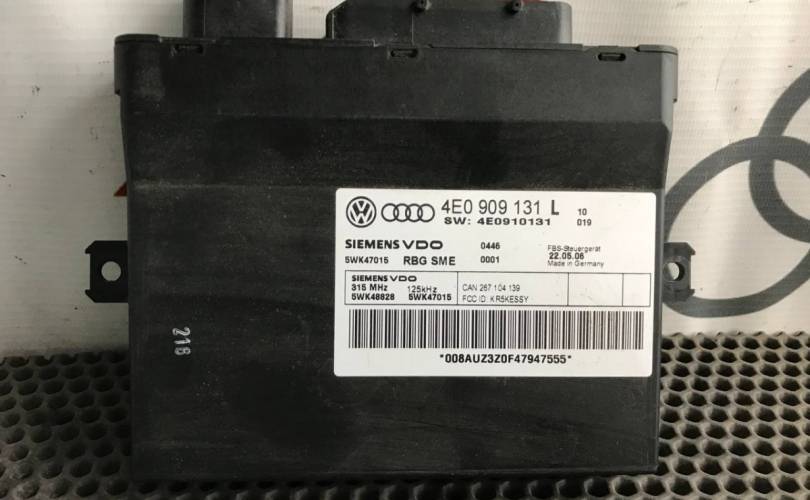 4E0 909 131 L 10
SW: 4E0910131 019
SIEMENS VDO 0446 FBS-Steuergerät
5WK47015 RBG SME 0001 22.05.06
Made in Germany
SIEMENS VDO
315 MHz 125kHz CAN 267 104 139
5WK48828 5WK47015 FCC ID: KR5KESSY
*008AUZ3Z0F47947555*
216